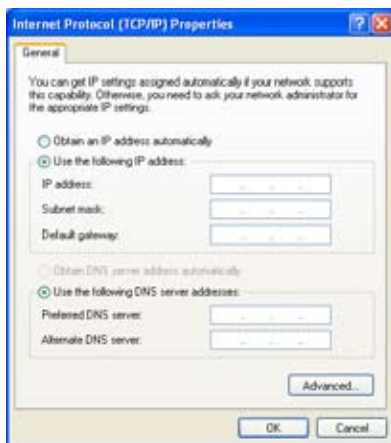 Internet Protocol (TCP/IP) Properties
General
You can get IP settings assigned automatically if your network supports
this capability. Otherwise, you need to ask your network administrator for
the appropriate IP settings.
Obtain an IP address automatically
Use the following IP address:
IP address:
Subnet mask:
Default gateway:
Obtain DNS server address automatically
Use the following DNS server addresses:
Preferred DNS server:
Alternate DNS server:
Advanced...
OK Cancel